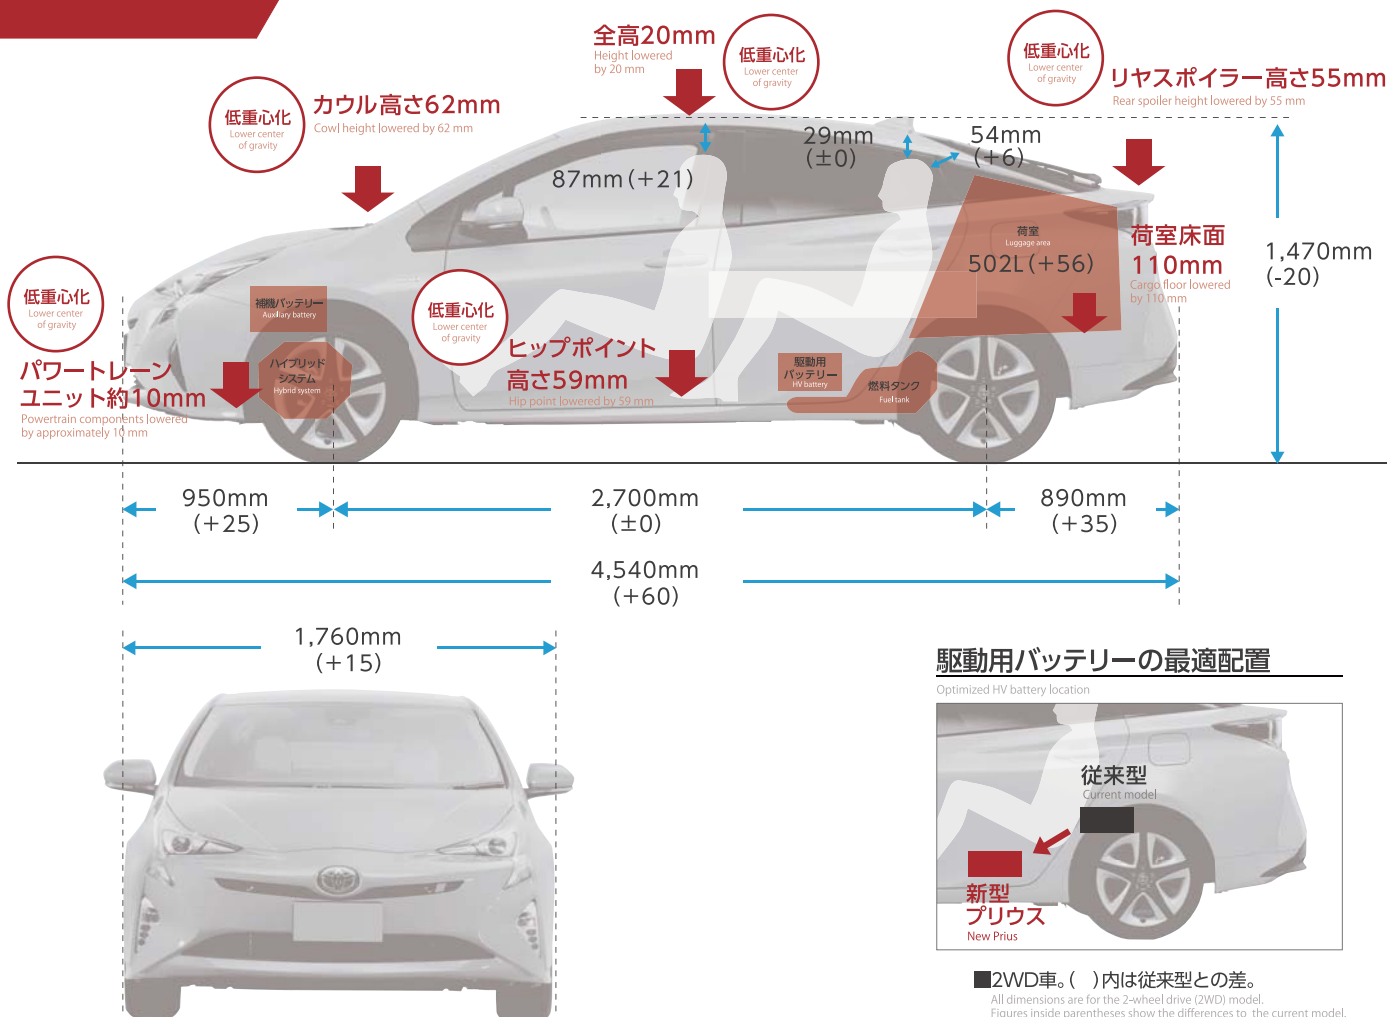 全高20mm
Height lowered
by 20 mm
低重心化
Lower center
of gravity
低重心化
Lower center
of gravity
リヤスポイラー高さ55mm
Rear spoiler height lowered by 55 mm
低重心化
Lower center
of gravity
カウル高さ62mm
Cowl height lowered by 62 mm
29mm
(±0)
54mm
(+6)
87mm(+21)
荷室
Luggage area
502L(+56)
荷室床面
110mm
Cargo floor lowered
by 110 mm
1,470mm
(-20)
低重心化
Lower center
of gravity
補機バッテリー
Auxiliary battery
低重心化
Lower center
of gravity
パワートレーン
ユニット約10mm
Powertrain components lowered
by approximately 10 mm
ハイブリッド
システム
Hybrid system
ヒップポイント
高さ59mm
Hip point lowered by 59 mm
駆動用
バッテリー
HV battery
燃料タンク
Fuel tank
950mm
(+25)
2,700mm
(±0)
890mm
(+35)
4,540mm
(+60)
1,760mm
(+15)
駆動用バッテリーの最適配置
Optimized HV battery location
従来型
Current model
新型
プリウス
New Prius
■2WD車。(　)内は従来型との差。
All dimensions are for the 2-wheel drive (2WD) model.
Figures inside parentheses show the differences to the current model.